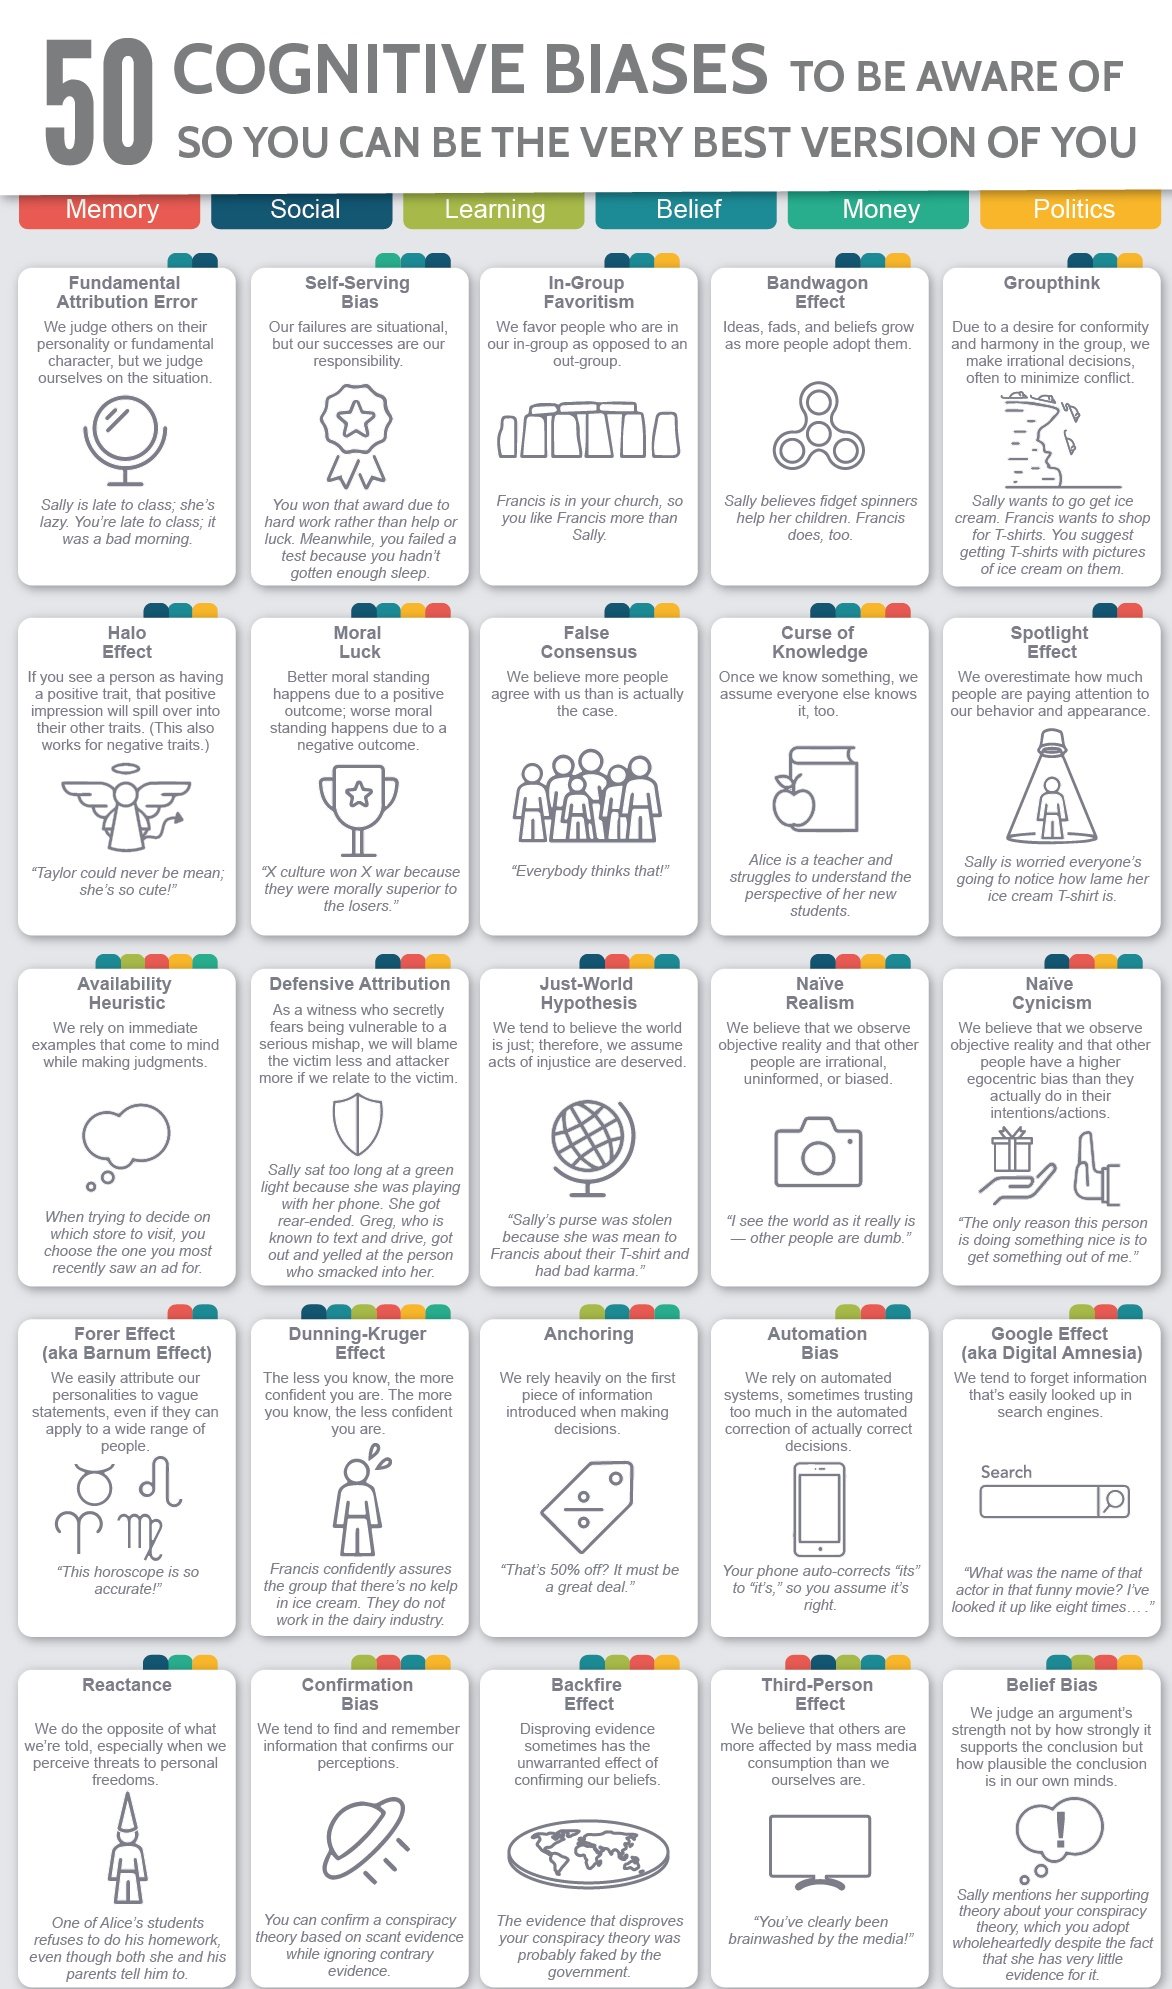 50 COGNITIVE BIASES TO BE AWARE OF
SO YOU CAN BE THE VERY BEST VERSION OF YOU
Memory
Social
Learning
Belief
Money
Politics
Fundamental
Attribution Error
We judge others on their
personality or fundamental
character, but we judge
ourselves on the situation.
Sally is late to class; she's
lazy. You're late to class; it
was a bad morning.
Self-Serving
Bias
Our failures are situational,
but our successes are our
responsibility.
You won that award due to
hard work rather than help or
luck. Meanwhile, you failed a
test because you hadn't
gotten enough sleep.
In-Group
Favoritism
We favor people who are in
our in-group as opposed to an
out-group.
Francis is in your church, so
you like Francis more than
Sally.
Bandwagon
Effect
Ideas, fads, and beliefs grow
as more people adopt them.
Sally believes fidget spinners
help her children. Francis
does, too.
Groupthink
Due to a desire for conformity
and harmony in the group, we
make irrational decisions,
often to minimize conflict.
Sally wants to go get ice
cream. Francis wants to shop
for T-shirts. You suggest
getting T-shirts with pictures
of ice cream on them.
Halo
Effect
If you see a person as having
a positive trait, that positive
impression will spill over into
their other traits. (This also
works for negative traits.)
“Taylor could never be mean;
she's so cute!”
Moral
Luck
Better moral standing
happens due to a positive
outcome; worse moral
standing happens due to a
negative outcome.
“X culture won X war because
they were morally superior to
the losers.”
False
Consensus
We believe more people
agree with us than is actually
the case.
“Everybody thinks that!”
Curse of
Knowledge
Once we know something, we
assume everyone else knows
it, too.
Alice is a teacher and
struggles to understand the
perspective of her new
students.
Spotlight
Effect
We overestimate how much
people are paying attention to
our behavior and appearance.
Sally is worried everyone's
going to notice how lame her
ice cream T-shirt is.
Availability
Heuristic
We rely on immediate
examples that come to mind
while making judgments.
When trying to decide on
which store to visit, you
choose the one you most
recently saw an ad for.
Defensive Attribution
As a witness who secretly
fears being vulnerable to a
serious mishap, we will blame
the victim less and attacker
more if we relate to the victim.
Sally sat too long at a green
light because she was playing
with her phone. She got
rear-ended. Greg, who is
known to text and drive, got
out and yelled at the person
who smacked into her.
Just-World
Hypothesis
We tend to believe the world
is just; therefore, we assume
acts of injustice are deserved.
“Sally's purse was stolen
because she was mean to
Francis about their T-shirt and
had bad karma.”
Naïve
Realism
We believe that we observe
objective reality and that other
people are irrational,
uninformed, or biased.
“I see the world as it really is
— other people are dumb.”
Naïve
Cynicism
We believe that we observe
objective reality and that other
people have a higher
egocentric bias than they
actually do in their
intentions/actions.
“The only reason this person
is doing something nice is to
get something out of me.”
Forer Effect
(aka Barnum Effect)
We easily attribute our
personalities to vague
statements, even if they can
apply to a wide range of
people.
“This horoscope is so
accurate!”
Dunning-Kruger
Effect
The less you know, the more
confident you are. The more
you know, the less confident
you are.
Francis confidently assures
the group that there's no kelp
in ice cream. They do not
work in the dairy industry.
Anchoring
We rely heavily on the first
piece of information
introduced when making
decisions.
“That's 50% off? It must be
a great deal.”
Automation
Bias
We rely on automated
systems, sometimes trusting
too much in the automated
correction of actually correct
decisions.
Your phone auto-corrects “its”
to “it's,” so you assume it's
right.
Google Effect
(aka Digital Amnesia)
We tend to forget information
that's easily looked up in
search engines.
Search
“What was the name of that
actor in that funny movie? I've
looked it up like eight times… .”
Reactance
We do the opposite of what
we're told, especially when we
perceive threats to personal
freedoms.
One of Alice's students
refuses to do his homework,
even though both she and his
parents tell him to.
Confirmation
Bias
We tend to find and remember
information that confirms our
perceptions.
You can confirm a conspiracy
theory based on scant evidence
while ignoring contrary
evidence.
Backfire
Effect
Disproving evidence
sometimes has the
unwarranted effect of
confirming our beliefs.
The evidence that disproves
your conspiracy theory was
probably faked by the
government.
Third-Person
Effect
We believe that others are
more affected by mass media
consumption than we
ourselves are.
“You've clearly been
brainwashed by the media!”
Belief Bias
We judge an argument's
strength not by how strongly it
supports the conclusion but
how plausible the conclusion
is in our own minds.
!
Sally mentions her supporting
theory about your conspiracy
theory, which you adopt
wholeheartedly despite the fact
that she has very little
evidence for it.